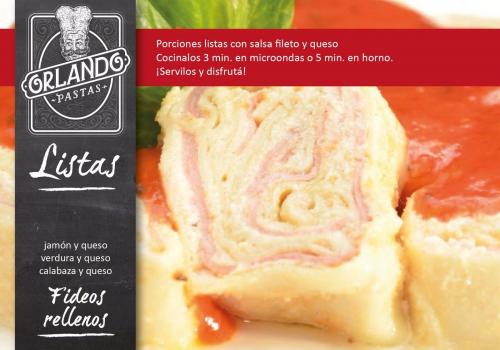 ORLANDO
PASTAS
Listas
jamón y queso
verdura y queso
calabaza y queso
Fideos
rellenos
Porciones listas con salsa fileto y queso
Cocinalos 3 min. en microondas o 5 min. en horno.
¡Servilos y disfrutá!